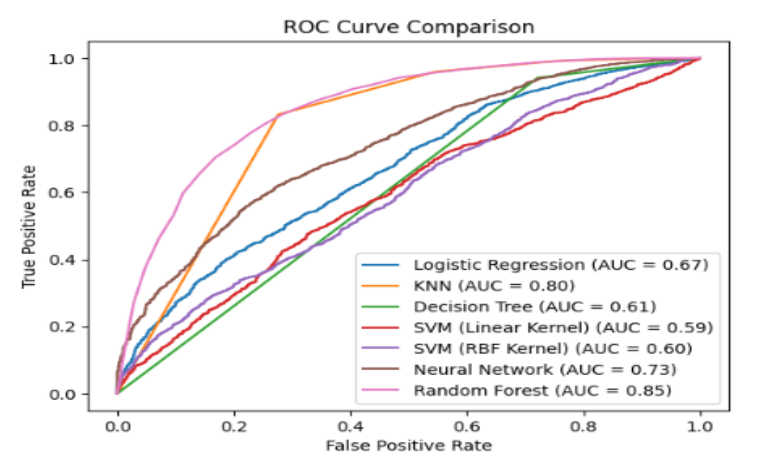 ROC Curve Comparison
True Positive Rate
1.0
0.8
0.6
0.4
0.2
0.0
Logistic Regression (AUC = 0.67)
KNN (AUC = 0.80)
Decision Tree (AUC = 0.61)
SVM (Linear Kernel) (AUC = 0.59)
SVM (RBF Kernel) (AUC = 0.60)
Neural Network (AUC = 0.73)
Random Forest (AUC = 0.85)
0.0 0.2 0.4 0.6 0.8 1.0
False Positive Rate